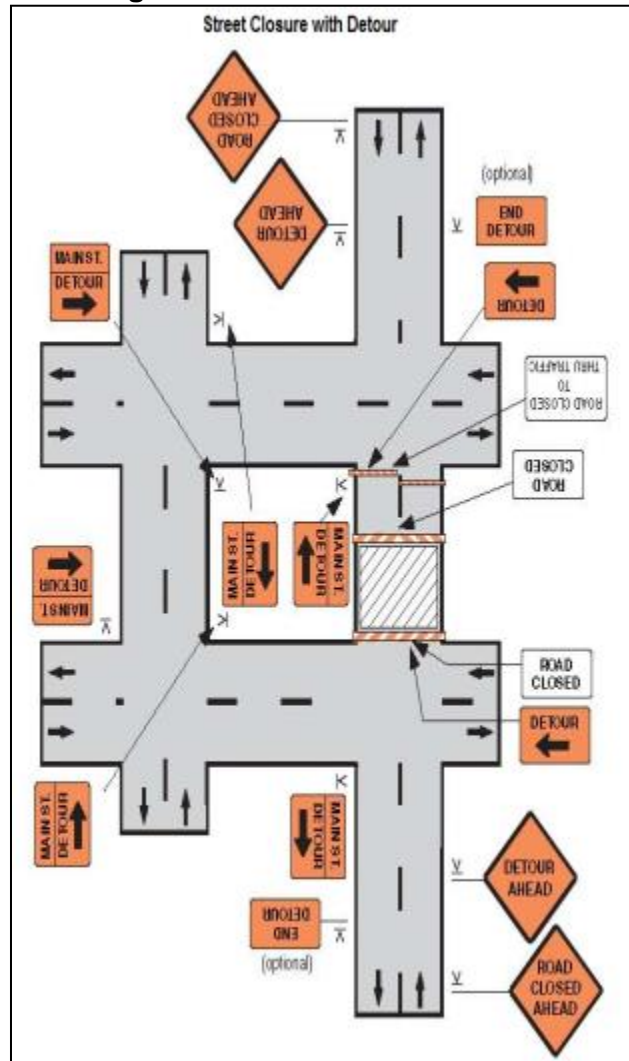 Street Closure with Detour
ROAD
CLOSED
AHEAD
DETOUR
AHEAD
(optional)
END
DETOUR
MAIN ST.
DETOUR
DETOUR
ROAD CLOSED
TO
THRU TRAFFIC
ROAD
CLOSED
MAIN ST.
DETOUR
MAIN ST.
DETOUR
MAIN ST.
DETOUR
ROAD
CLOSED
DETOUR
MAIN ST.
DETOUR
MAIN ST.
DETOUR
DETOUR
AHEAD
END
DETOUR
(optional)
ROAD
CLOSED
AHEAD